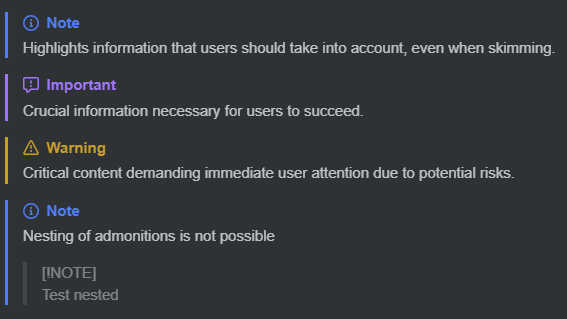 Note
Highlights information that users should take into account, even when skimming.
Important
Crucial information necessary for users to succeed.
Warning
Critical content demanding immediate user attention due to potential risks.
Note
Nesting of admonitions is not possible
[!NOTE]
Test nested